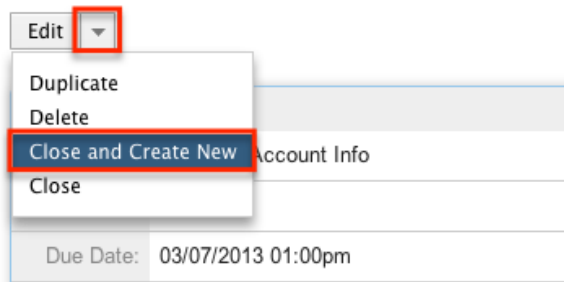 Edit
Duplicate
Delete
Close and Create New
Account Info
Close
Due Date: 03/07/2013 01:00pm